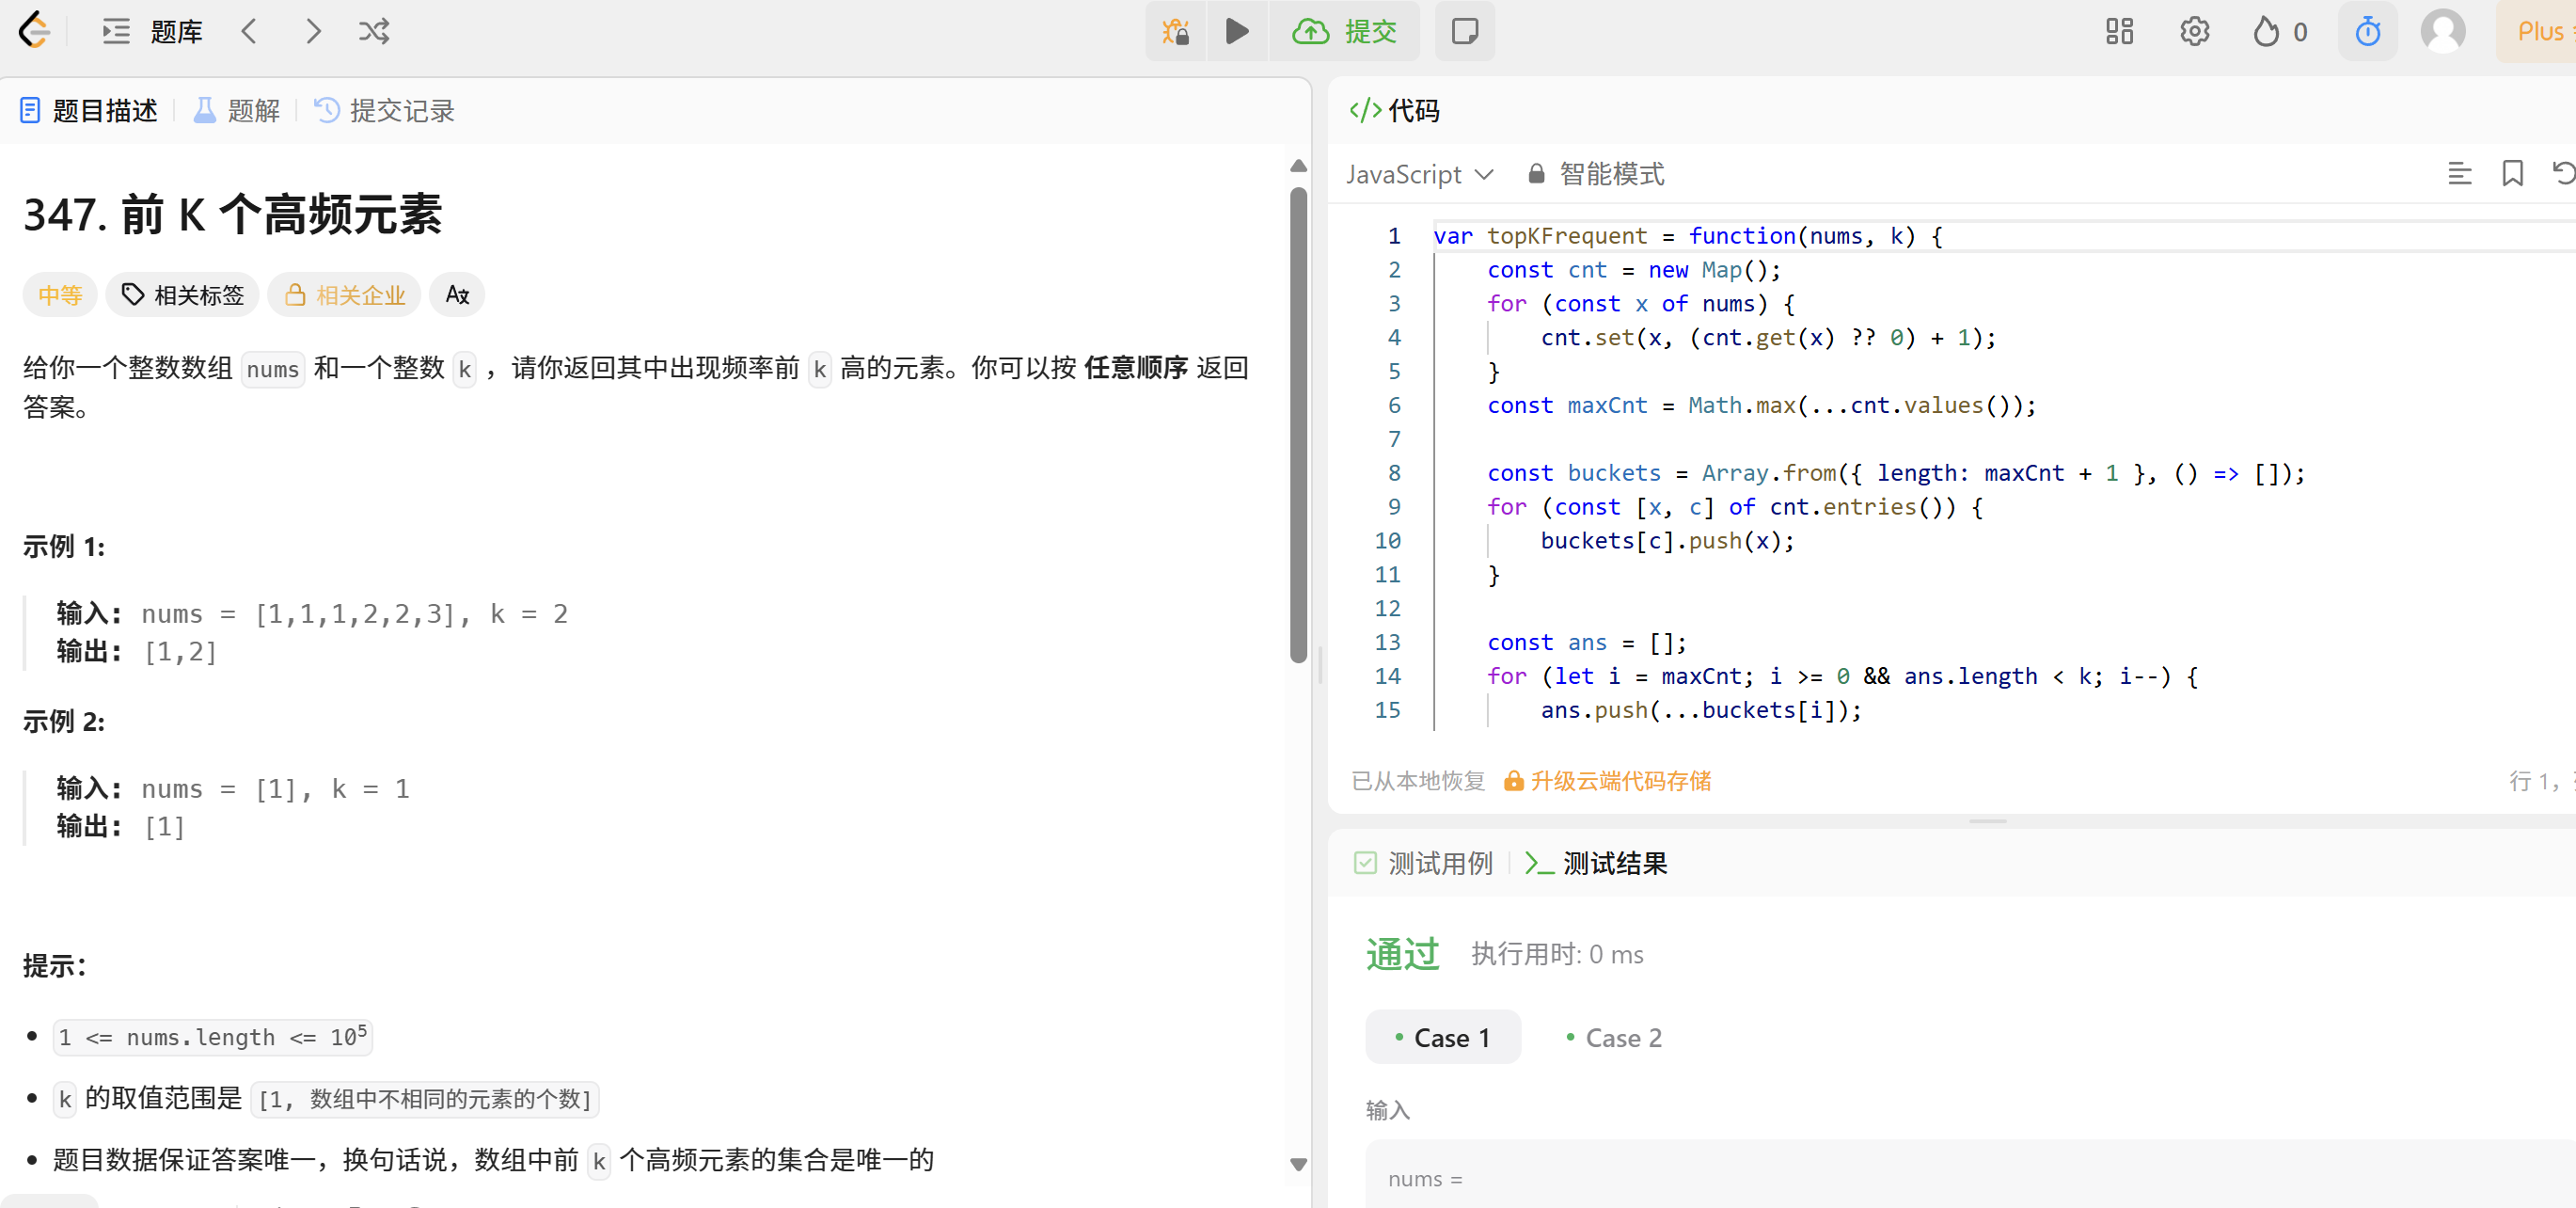 题库
提交
0
Plus
题目描述
题解
提交记录
347. 前 K 个高频元素
中等
相关标签
相关企业
给你一个整数数组 nums 和一个整数 k ，请你返回其中出现频率前 k 高的元素。你可以按 任意顺序 返回
答案。
示例 1:
输入: nums = [1,1,1,2,2,3], k = 2
输出: [1,2]
示例 2:
输入: nums = [1], k = 1
输出: [1]
提示：
1 <= nums.length <= 10⁵
k 的取值范围是 [1, 数组中不相同的元素的个数]
题目数据保证答案唯一，换句话说，数组中前 k 个高频元素的集合是唯一的
</> 代码
JavaScript
智能模式
1 var topKFrequent = function(nums, k) {
2     const cnt = new Map();
3     for (const x of nums) {
4         cnt.set(x, (cnt.get(x) ?? 0) + 1);
5     }
6     const maxCnt = Math.max(...cnt.values());
7
8     const buckets = Array.from({ length: maxCnt + 1 }, () => []);
9     for (const [x, c] of cnt.entries()) {
10         buckets[c].push(x);
11     }
12
13     const ans = [];
14     for (let i = maxCnt; i >= 0 && ans.length < k; i--) {
15         ans.push(...buckets[i]);
已从本地恢复
升级云端代码存储
行 1,
测试用例
测试结果
通过
执行用时: 0 ms
Case 1
Case 2
输入
nums =